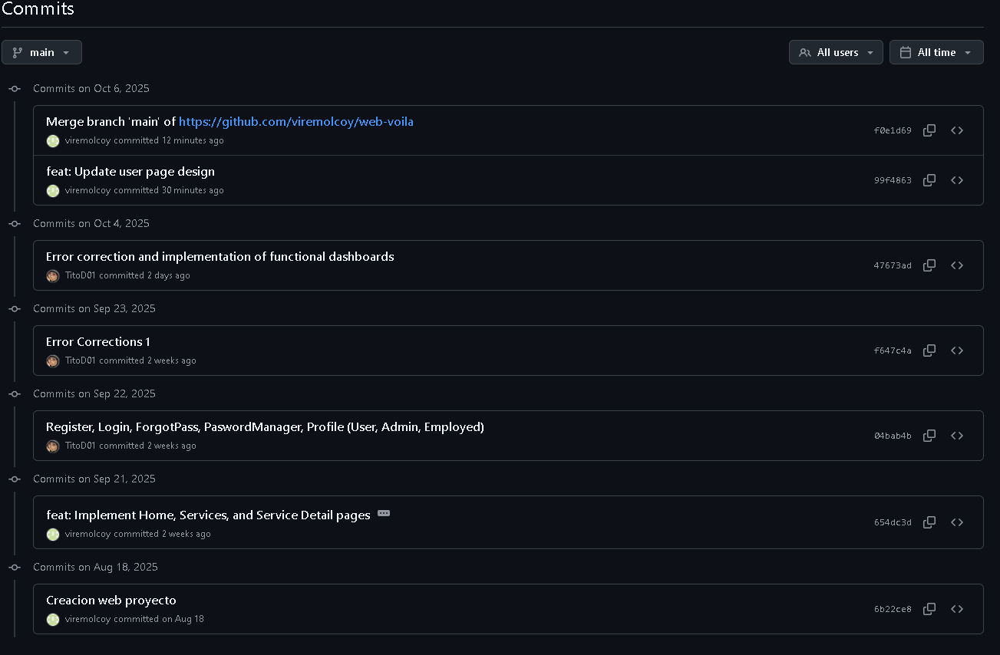 Commits
main
All users
All time
Commits on Oct 6, 2025
Merge branch 'main' of https://github.com/viremolcoy/web-voila
viremolcoy committed 12 minutes ago
f0e1d69
feat: Update user page design
viremolcoy committed 30 minutes ago
99f4863
Commits on Oct 4, 2025
Error correction and implementation of functional dashboards
TitoD01 committed 2 days ago
47673ad
Commits on Sep 23, 2025
Error Corrections 1
TitoD01 committed 2 weeks ago
f647c4a
Commits on Sep 22, 2025
Register, Login, ForgotPass, PaswordManager, Profile (User, Admin, Employed)
TitoD01 committed 2 weeks ago
04bab4b
Commits on Sep 21, 2025
feat: Implement Home, Services, and Service Detail pages
viremolcoy committed 2 weeks ago
654dc3d
Commits on Aug 18, 2025
Creacion web proyecto
viremolcoy committed on Aug 18
6b22ce8